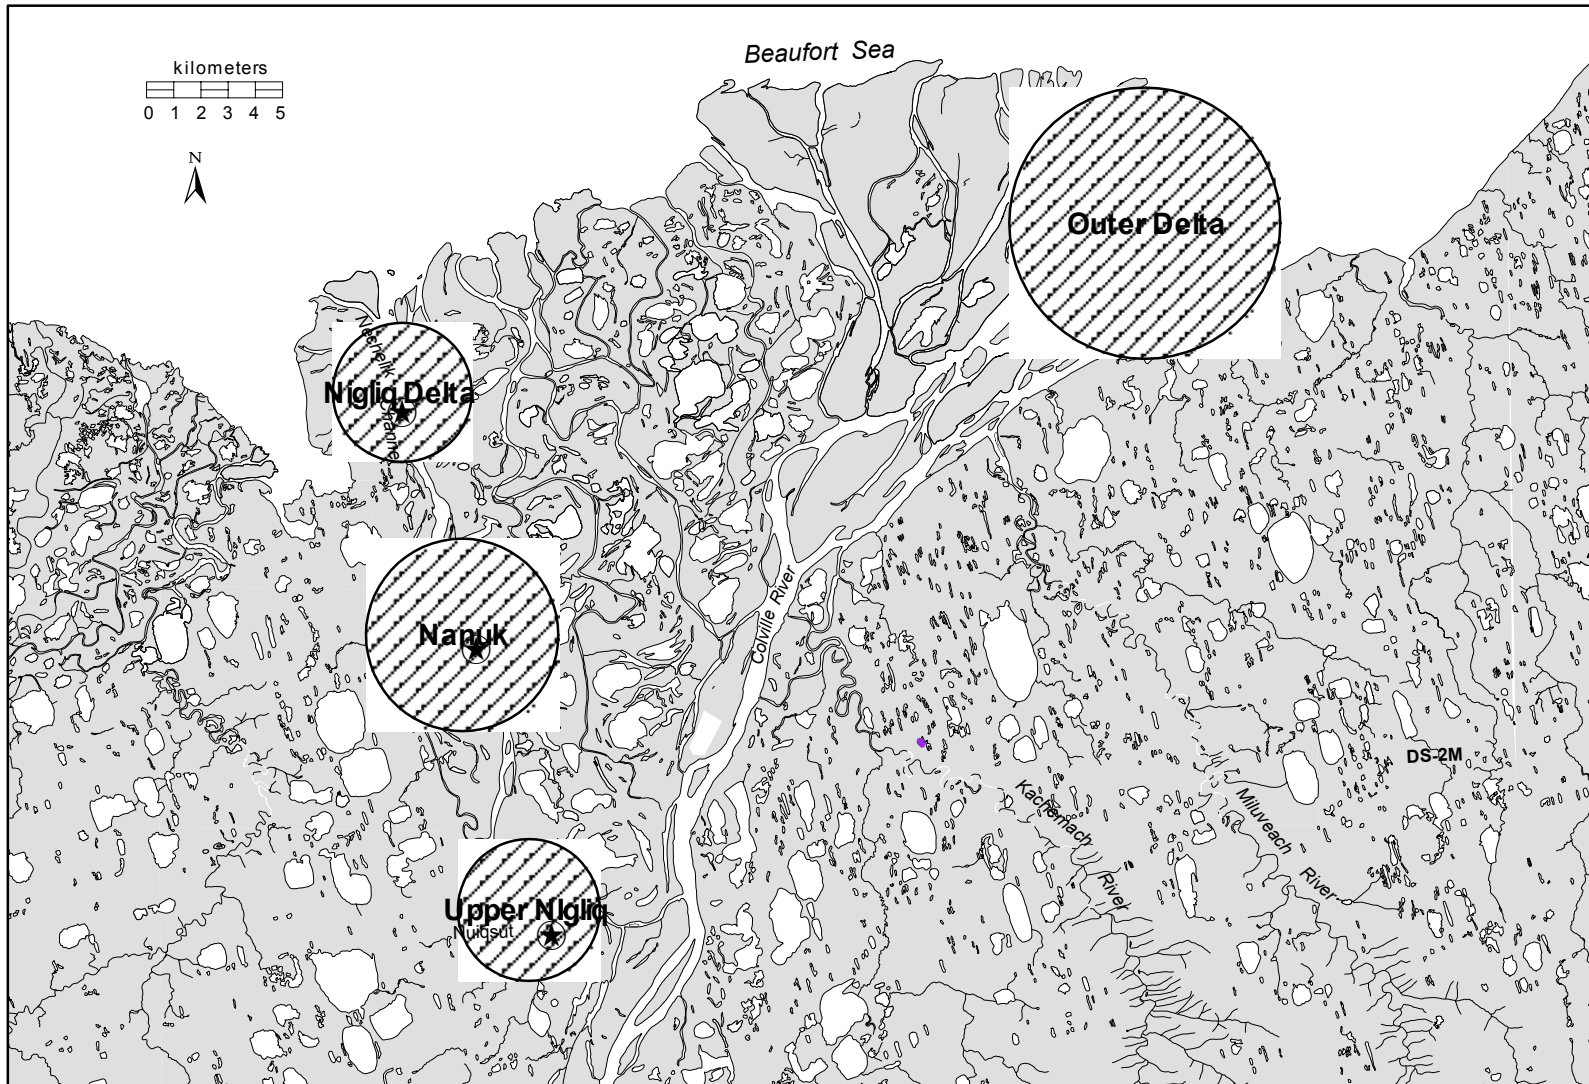 Beaufort Sea
kilometers
0 1 2 3 4 5
N
Outer Delta
Nechelik Channel
Nigliq Delta
Colville River
Nanuk
DS-2M
Kachemach River
Miluveach River
Upper Nigliq
Nuiqsut